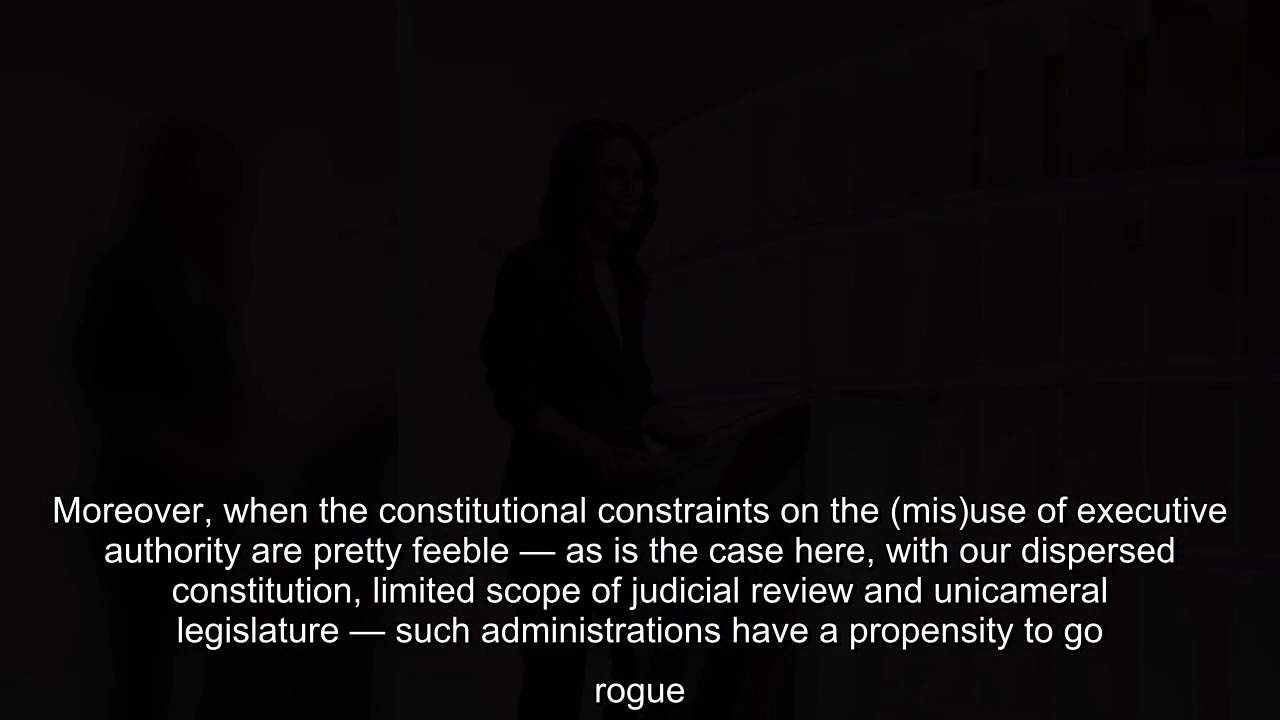 Moreover, when the constitutional constraints on the (mis)use of executive
authority are pretty feeble — as is the case here, with our dispersed
constitution, limited scope of judicial review and unicameral
legislature — such administrations have a propensity to go
rogue